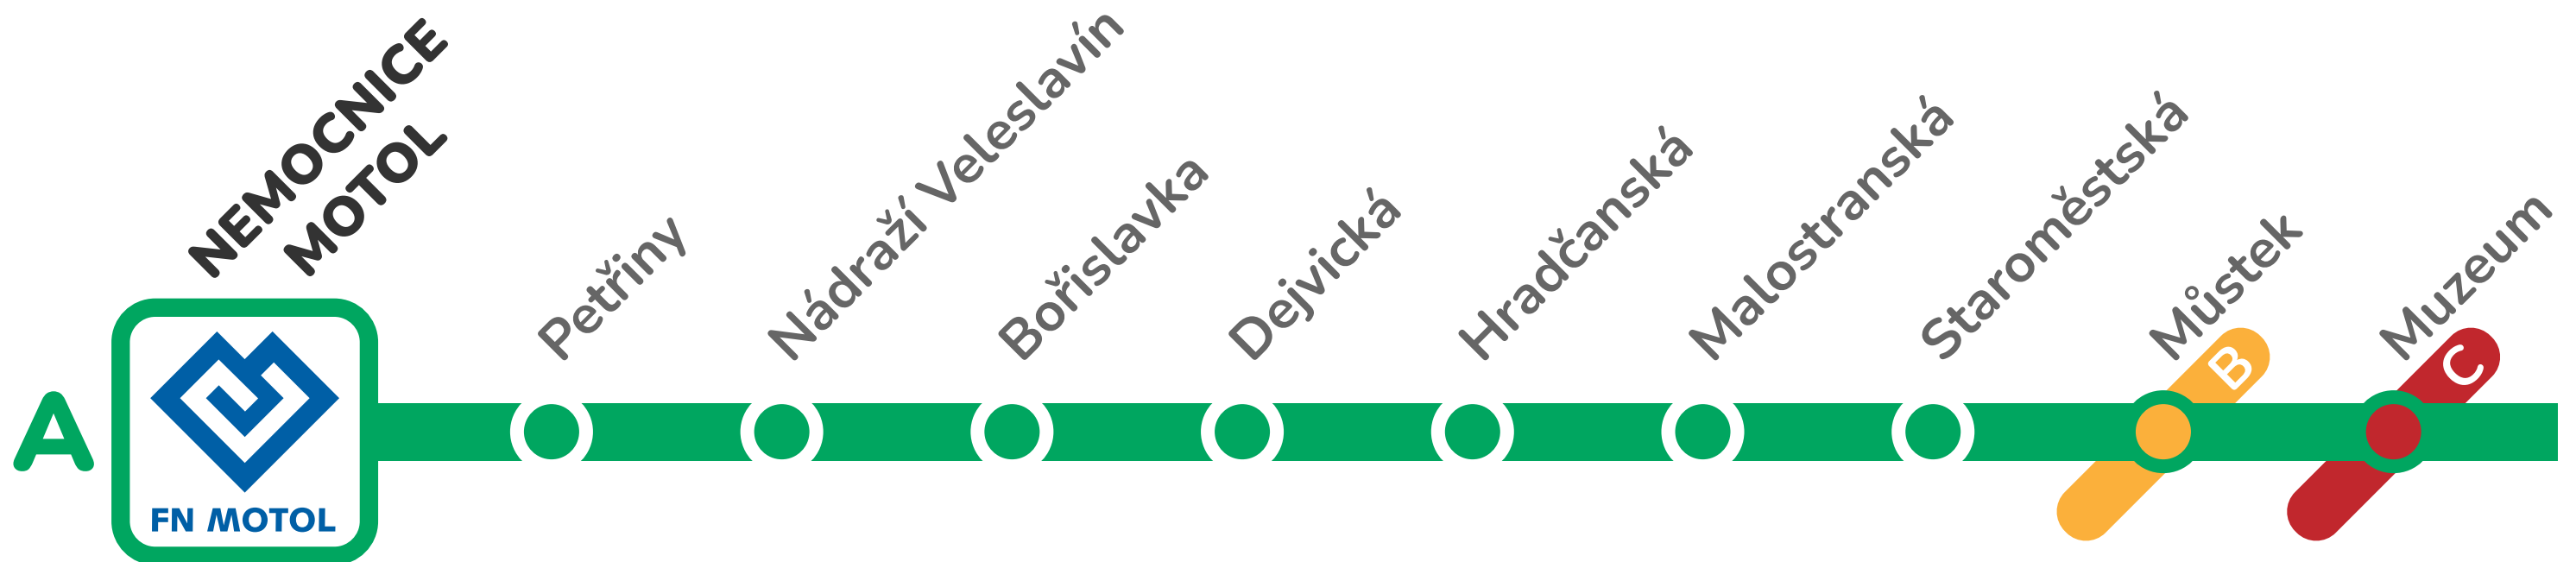 A
NEMOCNICE
MOTOL
FN MOTOL
Petřiny
Nádraží Veleslavín
Bořislavka
Dejvická
Hradčanská
Malostranská
Staroměstská
Můstek
B
Muzeum
C